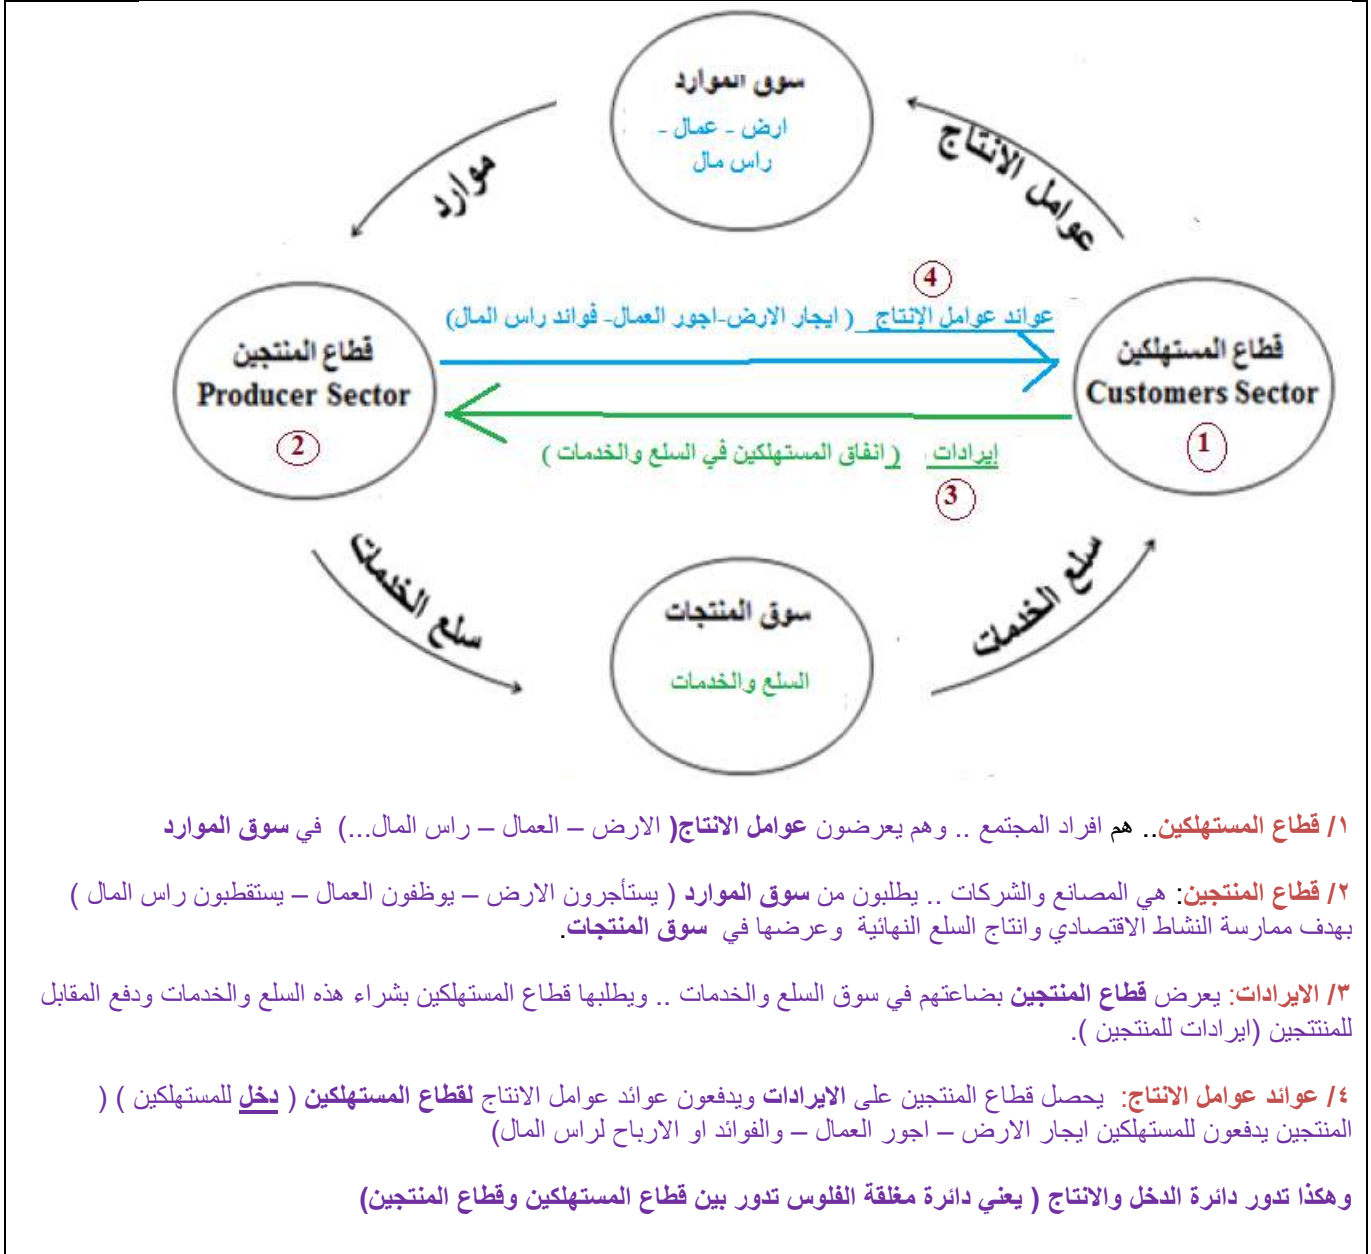 سوق الموارد
ارض - عمال -
راس مال
موارد
عوامل الانتاج
4
عوائد عوامل الإنتاج ( ايجار الارض-اجور العمال- فوائد راس المال)
قطاع المنتجين
Producer Sector
2
قطاع المستهلكين
Customers Sector
1
إيرادات ( انفاق المستهلكين في السلع والخدمات )
3
سلع الخدمات
سلع الخدمات
سوق المنتجات
السلع والخدمات
١/ قطاع المستهلكين.. هم افراد المجتمع .. وهم يعرضون عوامل الانتاج( الارض – العمال – راس المال...) في سوق الموارد
٢/ قطاع المنتجين: هي المصانع والشركات .. يطلبون من سوق الموارد ( يستأجرون الارض – يوظفون العمال – يستقطبون راس المال )
بهدف ممارسة النشاط الاقتصادي وانتاج السلع النهائية وعرضها في سوق المنتجات.
٣/ الايرادات: يعرض قطاع المنتجين بضاعتهم في سوق السلع والخدمات .. ويطلبها قطاع المستهلكين بشراء هذه السلع والخدمات ودفع المقابل
للمنتتجين (ايرادات للمنتجين ).
٤/ عوائد عوامل الانتاج: يحصل قطاع المنتجين على الايرادات ويدفعون عوائد عوامل الانتاج لقطاع المستهلكين ( دخل للمستهلكين ) (
المنتجين يدفعون للمستهلكين ايجار الارض – اجور العمال – والفوائد او الارباح لراس المال)
وهكذا تدور دائرة الدخل والانتاج ( يعني دائرة مغلقة الفلوس تدور بين قطاع المستهلكين وقطاع المنتجين)